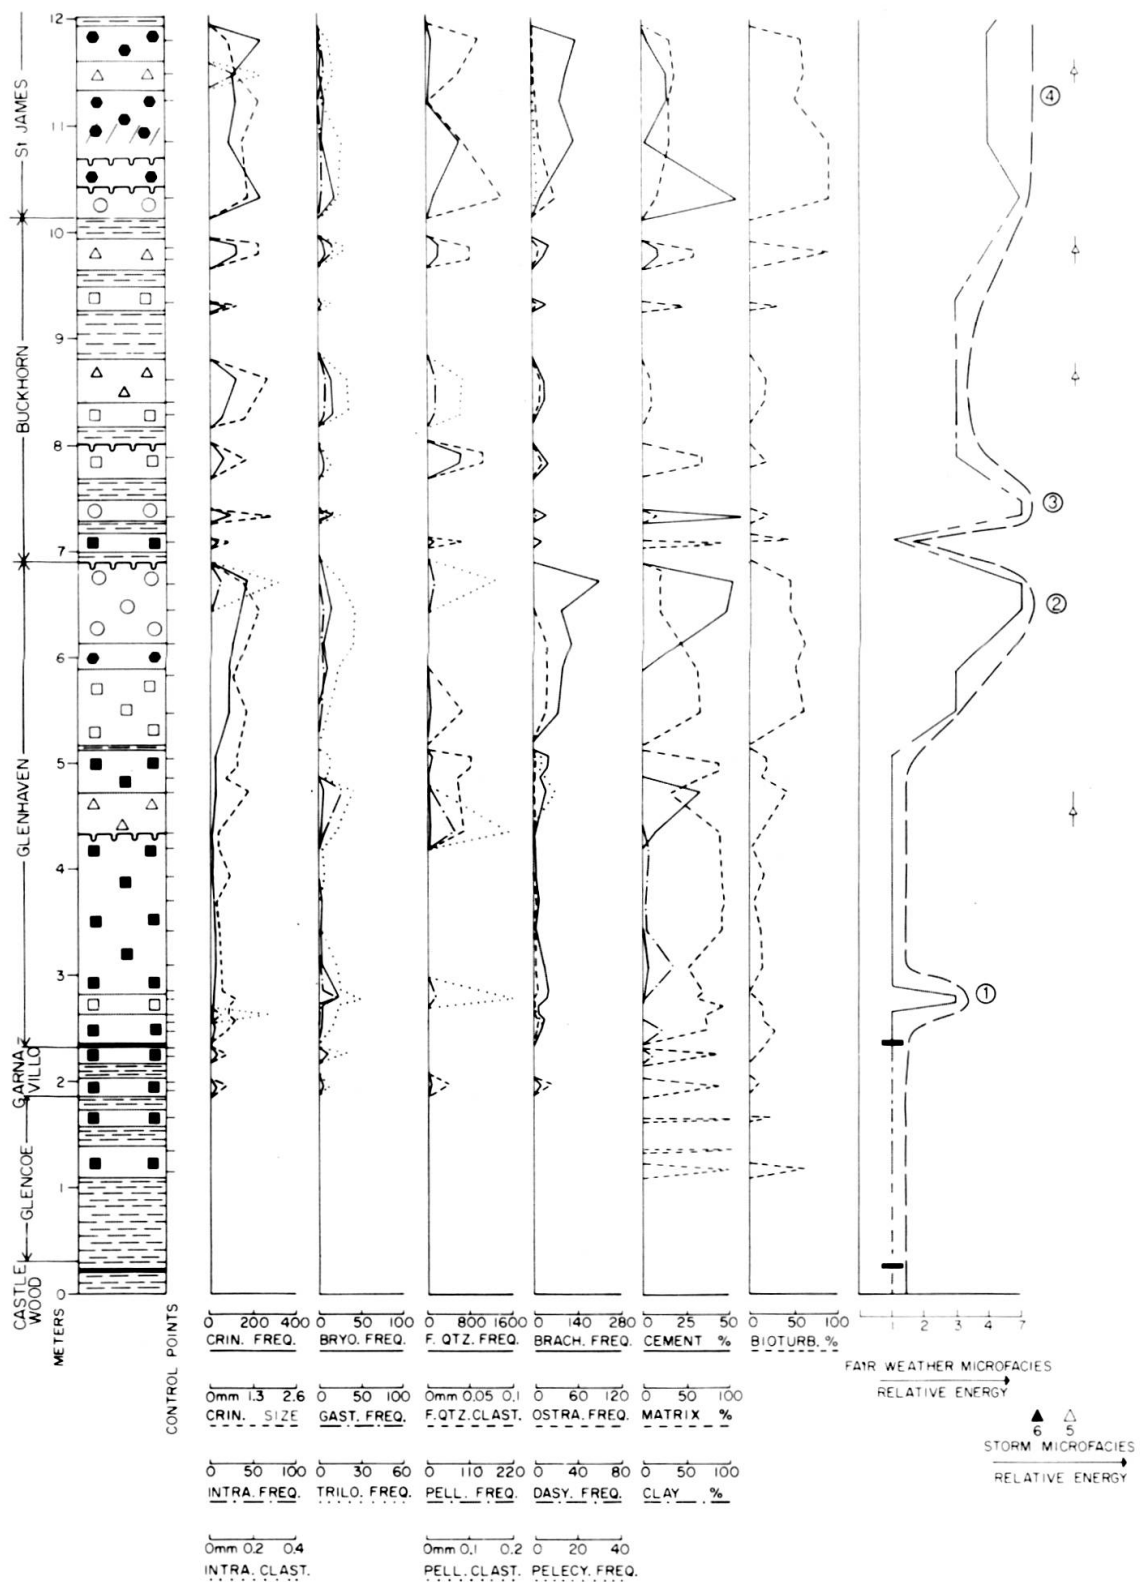 12
11
10
9
8
7
6
5
4
3
2
1
0
St JAMES
BUCKHORN
GLENHAVEN
GARNA
VILLO
GLENCOE
CASTLE
WOOD
METERS
CONTROL POINTS
④
③
②
①
0 200 400
CRIN. FREQ.
0 50 100
BRYO. FREQ.
0 800 1600
F. QTZ. FREQ.
0 140 280
BRACH. FREQ.
0 25 50
CEMENT %
0 50 100
BIOTURB. %
1 2 3 4 7
FAIR WEATHER MICROFACIES
RELATIVE ENERGY
0mm 1.3 2.6
CRIN. SIZE
0 50 100
GAST. FREQ.
0mm 0.05 0.1
F.QTZ.CLAST.
0 60 120
OSTRA. FREQ.
0 50 100
MATRIX %
6 5
STORM MICROFACIES
RELATIVE ENERGY
0 50 100
INTRA. FREQ.
0 30 60
TRILO. FREQ.
0 110 220
PELL. FREQ.
0 40 80
DASY. FREQ.
0 50 100
CLAY %
0mm 0.2 0.4
INTRA. CLAST.
0mm 0.1 0.2
PELL. CLAST.
0 20 40
PELECY. FREQ.